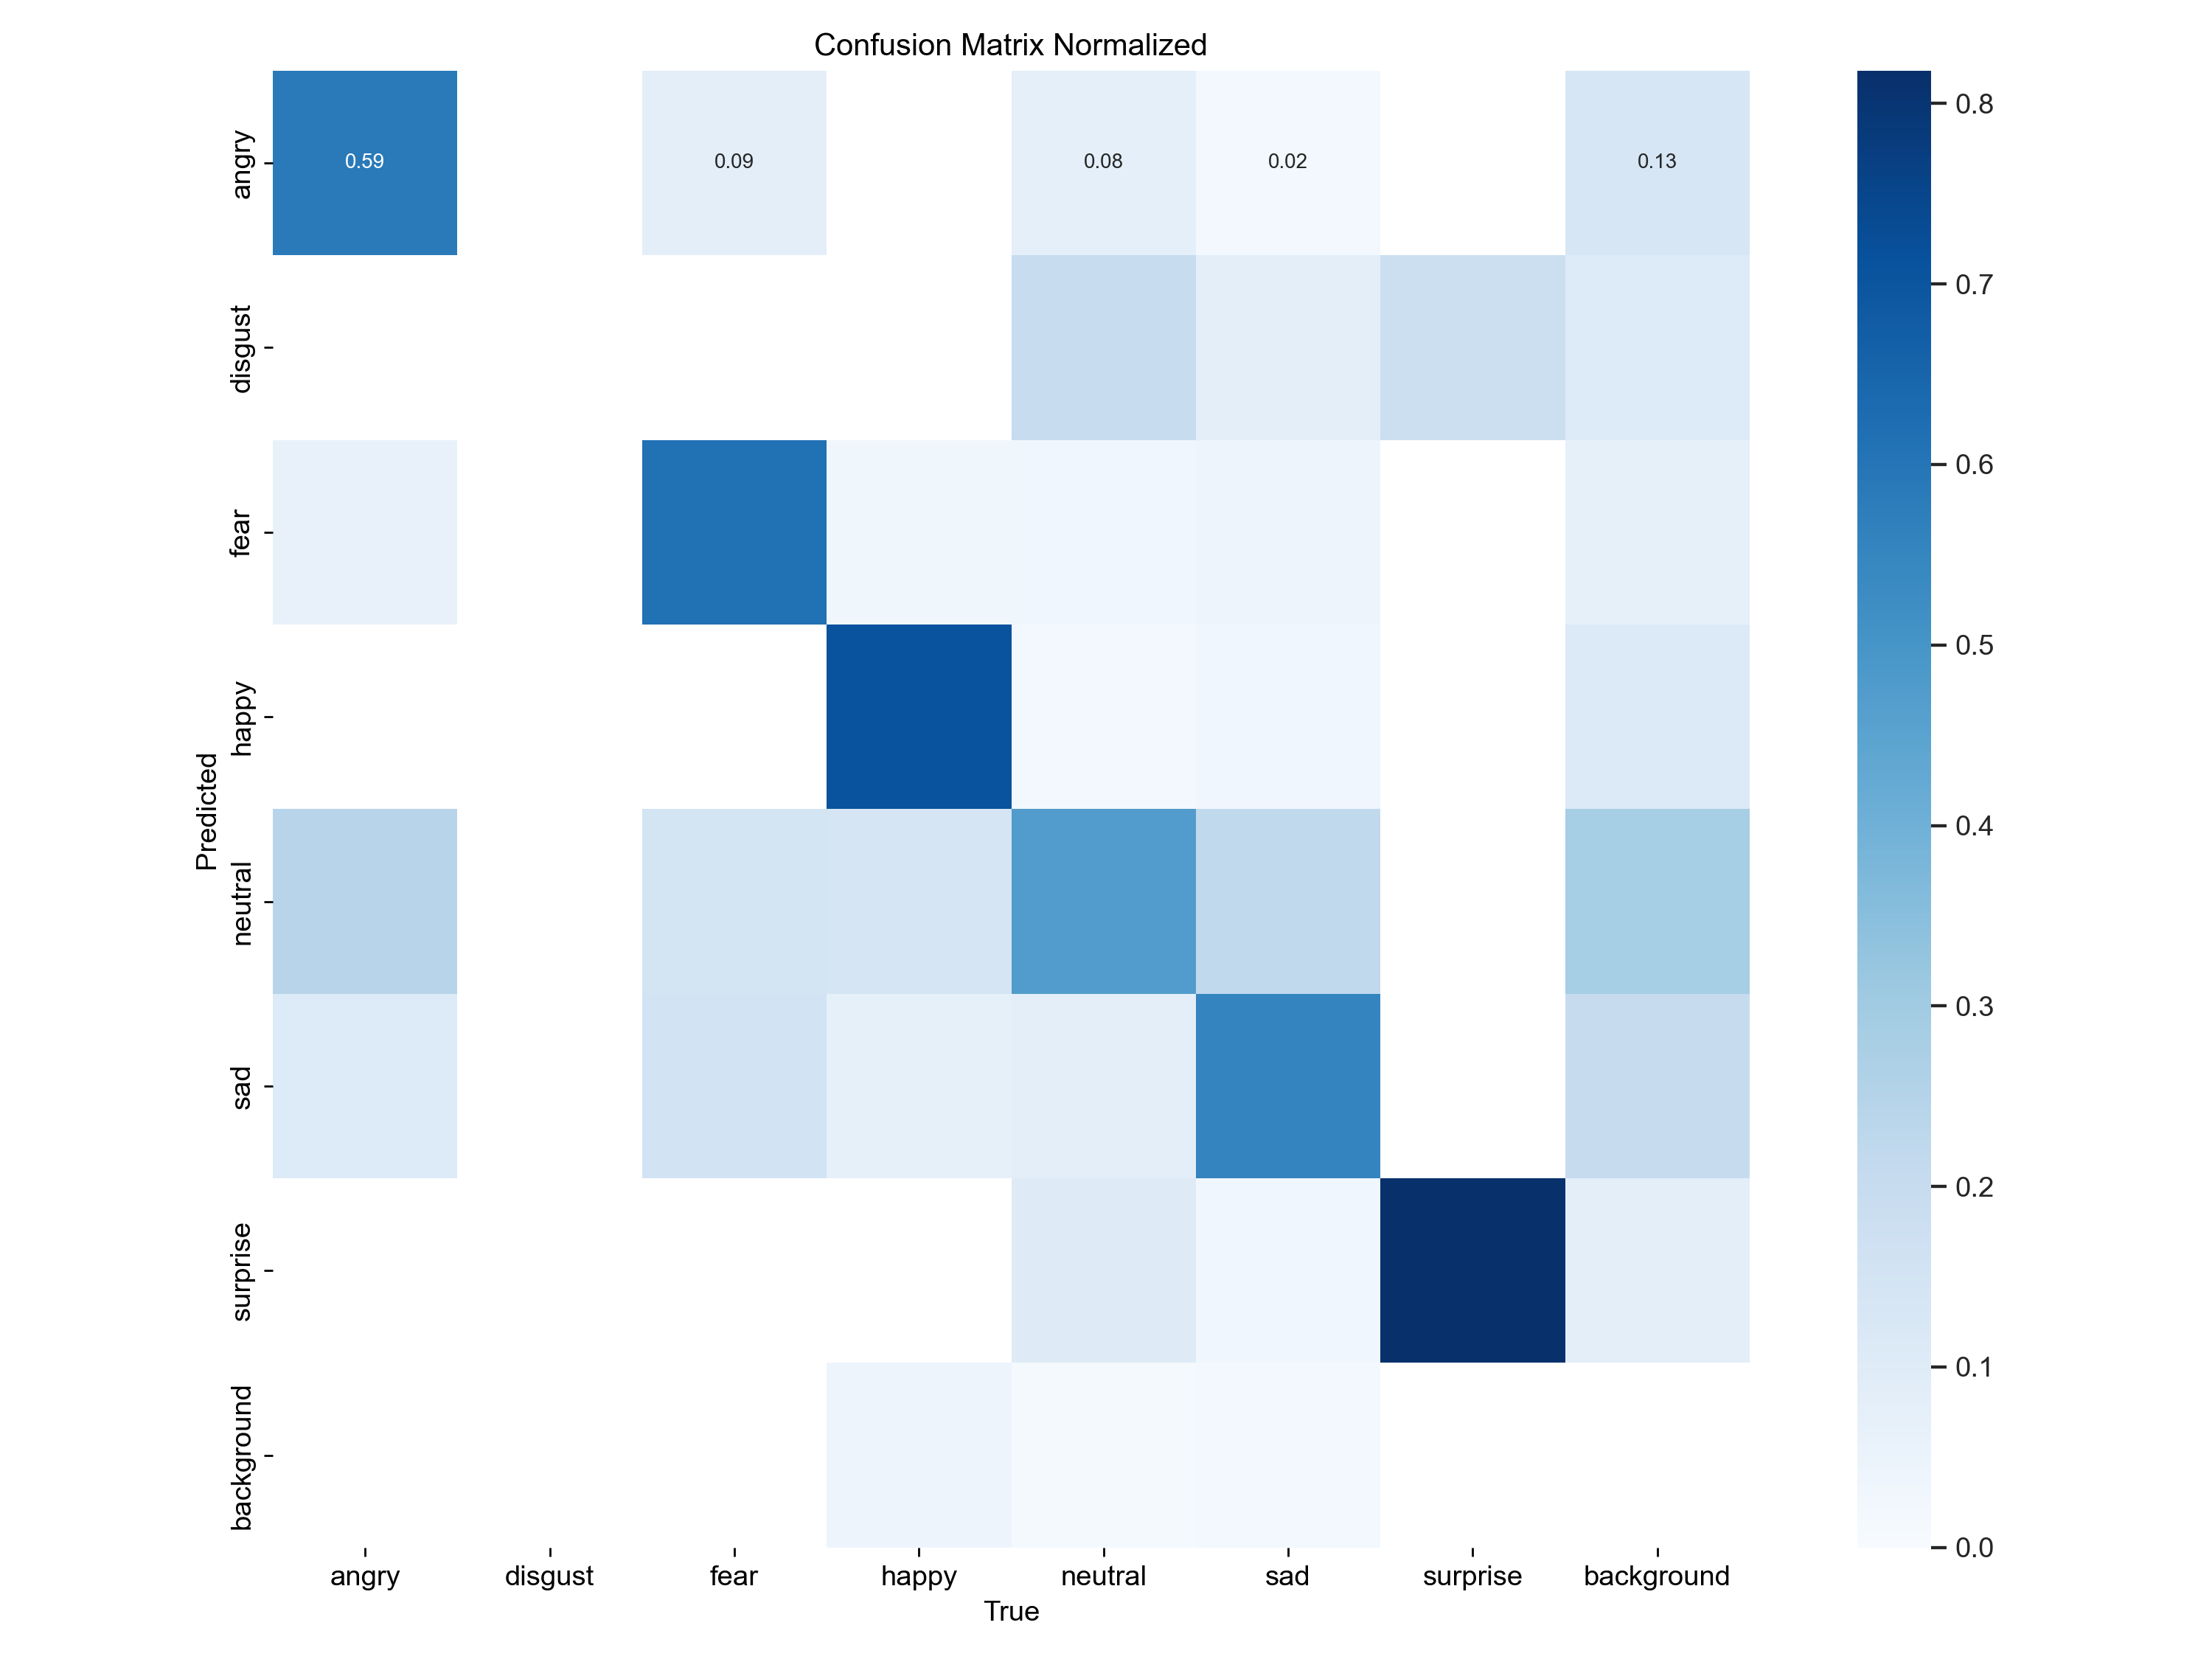 Confusion Matrix Normalized
angry
0.59
0.09
0.08
0.02
0.13
disgust
fear
happy
neutral
sad
surprise
background
Predicted
angry
disgust
fear
happy
neutral
sad
surprise
background
True
0.8
0.7
0.6
0.5
0.4
0.3
0.2
0.1
0.0